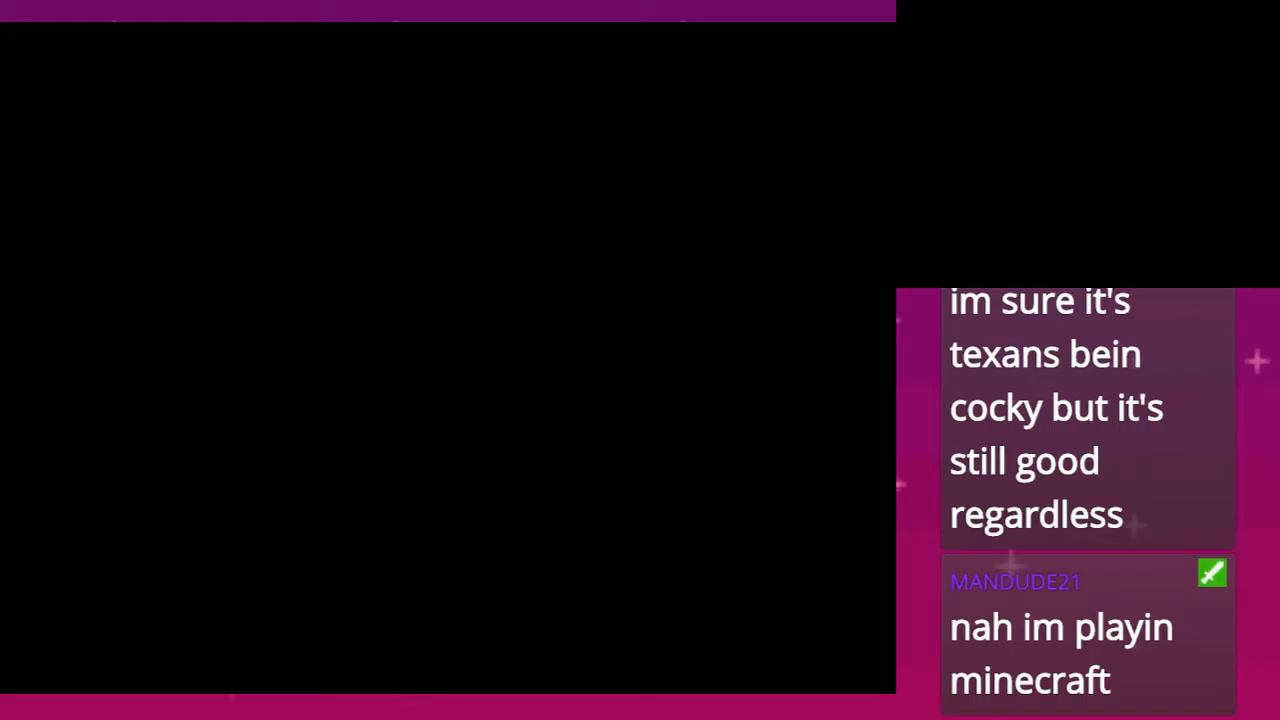 im sure it's
texans bein
cocky but it's
still good
regardless
MANDUDE21
nah im playin
minecraft